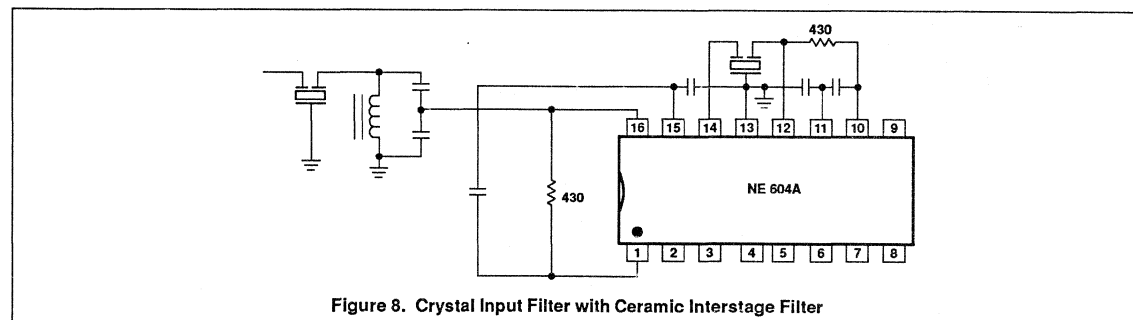 430
16 15 14 13 12 11 10 9
430
NE 604A
1 2 3 4 5 6 7 8
Figure 8. Crystal Input Filter with Ceramic Interstage Filter